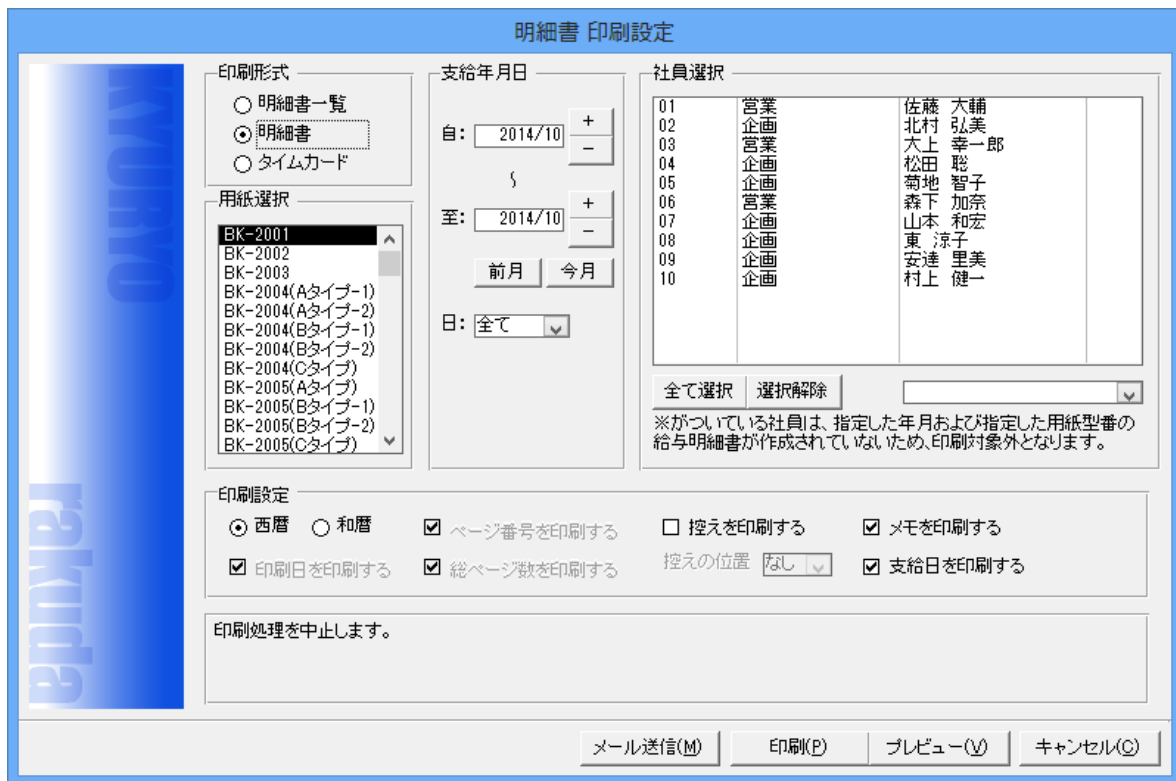 明細書 印刷設定
KYURYO
rakuda
印刷形式
明細書一覧
明細書
タイムカード
用紙選択
BK-2001
BK-2002
BK-2003
BK-2004(Aタイプ-1)
BK-2004(Aタイプ-2)
BK-2004(Bタイプ-1)
BK-2004(Bタイプ-2)
BK-2004(Cタイプ)
BK-2005(Aタイプ)
BK-2005(Bタイプ-1)
BK-2005(Bタイプ-2)
BK-2005(Cタイプ)
支給年月日
自: 2014/10 + -
~
至: 2014/10 + -
前月 今月
日: 全て
社員選択
01 営業 佐藤 大輔
02 企画 北村 弘美
03 営業 大上 幸一郎
04 企画 松田 聡
05 企画 菊地 智子
06 営業 森下 加奈
07 企画 山本 和宏
08 企画 東 涼子
09 企画 安達 里美
10 企画 村上 健一
全て選択 選択解除
※がついている社員は、指定した年月および指定した用紙型番の
給与明細書が作成されていないため、印刷対象外となります。
印刷設定
西暦 和暦 ページ番号を印刷する 控えを印刷する メモを印刷する
印刷日を印刷する 総ページ数を印刷する 控えの位置 なし 支給日を印刷する
印刷処理を中止します。
メール送信(M) 印刷(P) プレビュー(V) キャンセル(C)